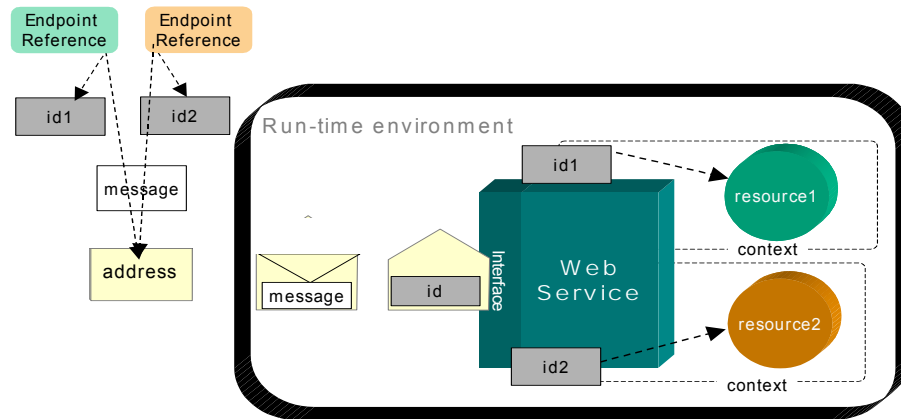 Endpoint
Reference
Endpoint
Reference
id1
id2
message
address
Run-time environment
message
id
Interface
Web
Service
id1
id2
resource1
context
resource2
context